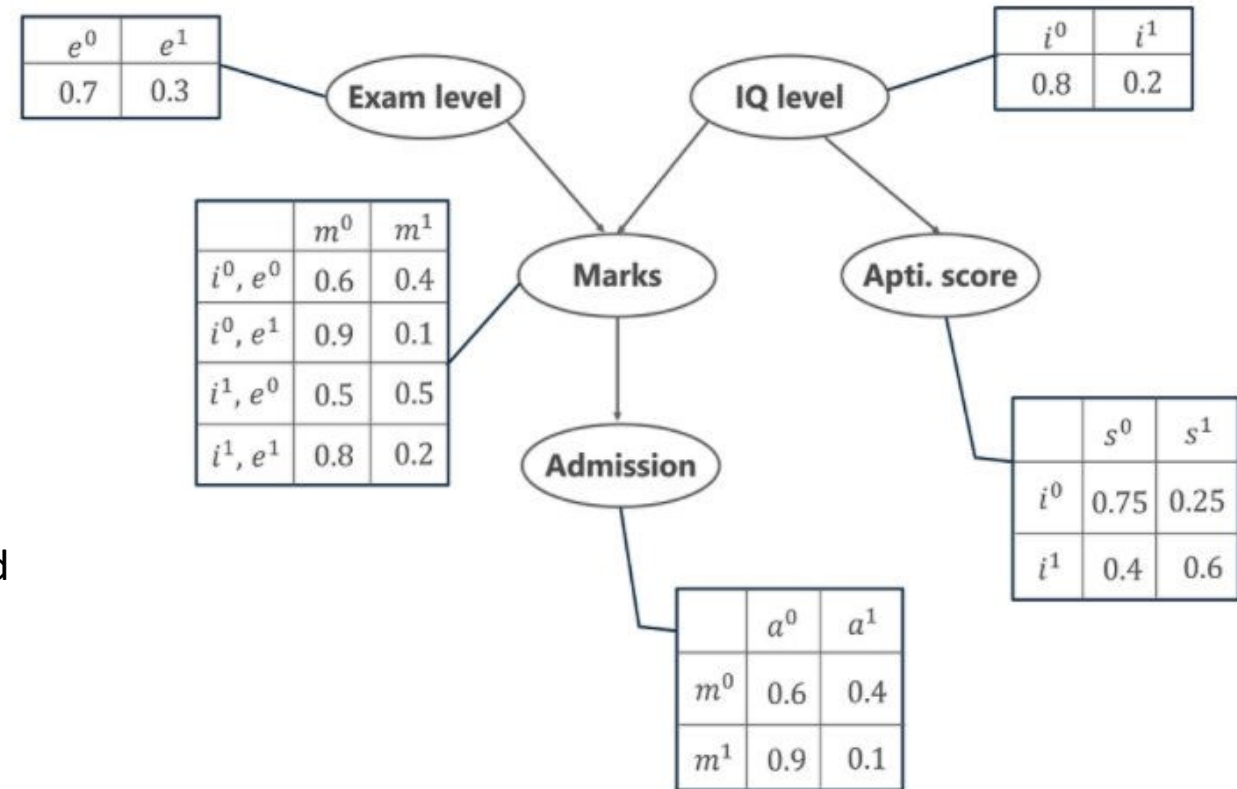 e⁰ e¹
0.7 0.3
Exam level
IQ level
i⁰ i¹
0.8 0.2
m⁰ m¹
i⁰, e⁰ 0.6 0.4
i⁰, e¹ 0.9 0.1
i¹, e⁰ 0.5 0.5
i¹, e¹ 0.8 0.2
Marks
Apti. score
Admission
s⁰ s¹
i⁰ 0.75 0.25
i¹ 0.4 0.6
d
a⁰ a¹
m⁰ 0.6 0.4
m¹ 0.9 0.1